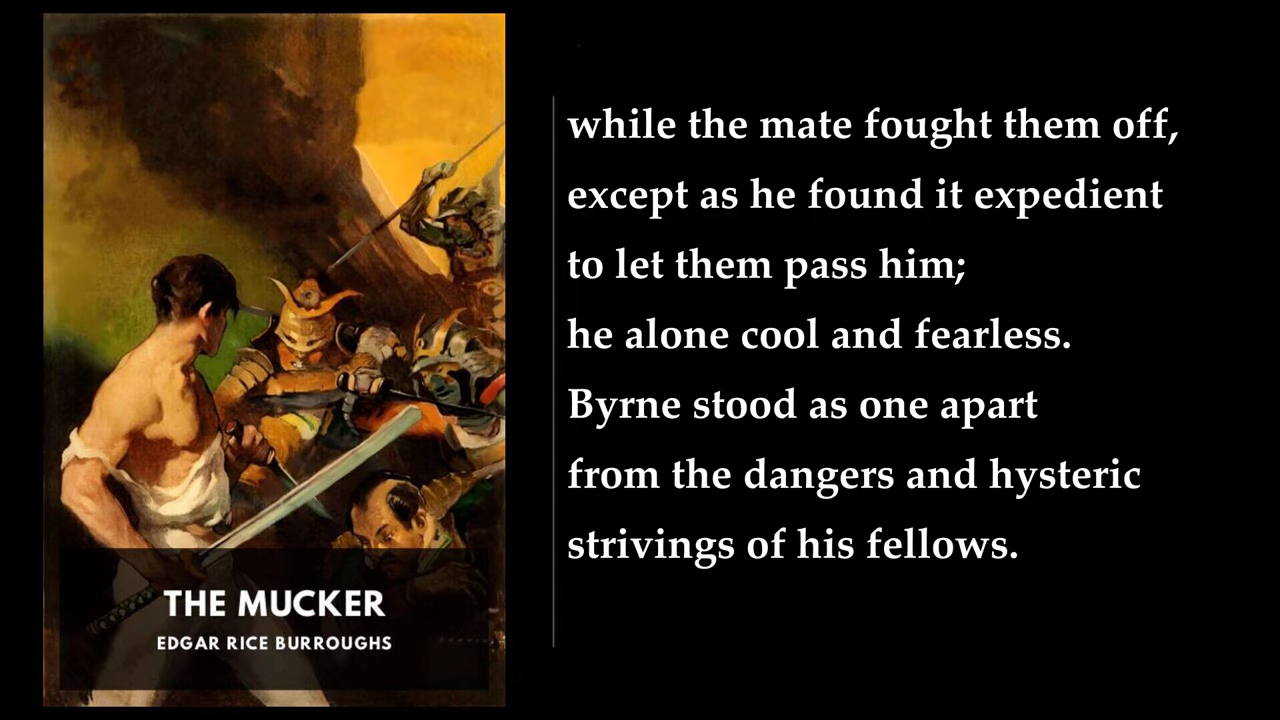 THE MUCKER
EDGAR RICE BURROUGHS
while the mate fought them off,
except as he found it expedient
to let them pass him;
he alone cool and fearless.
Byrne stood as one apart
from the dangers and hysteric
strivings of his fellows.